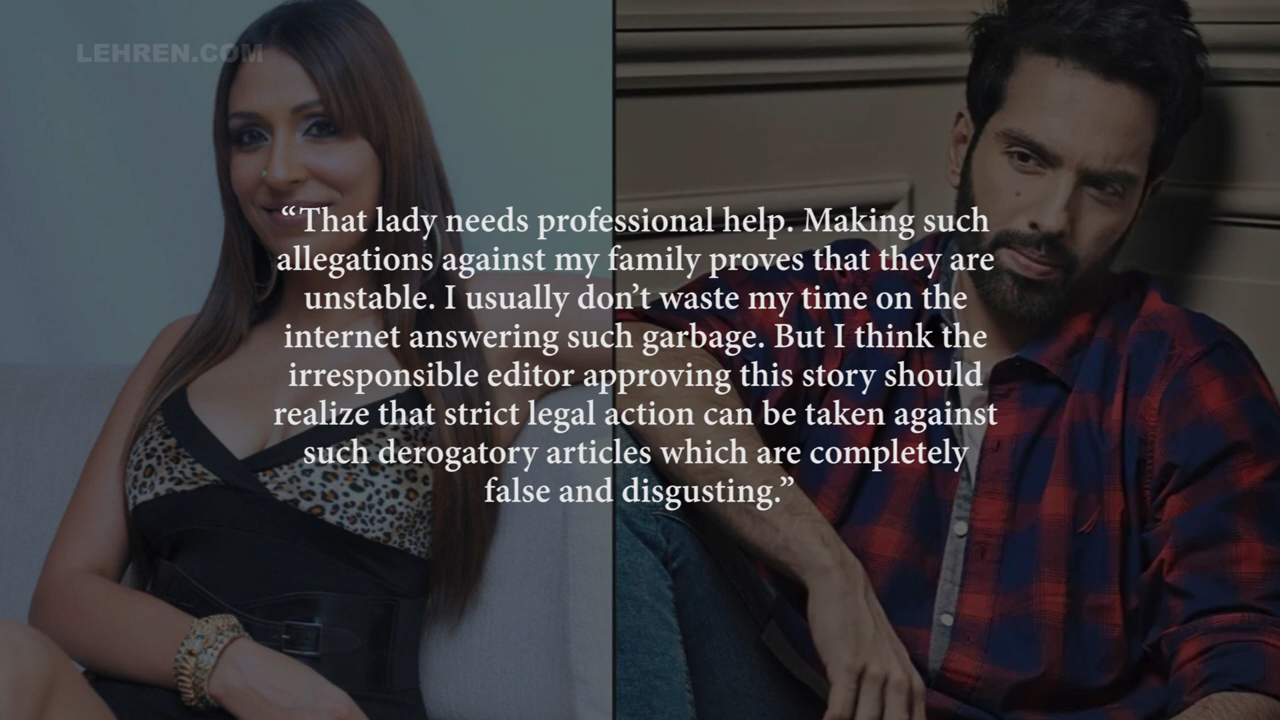 LEHREN.COM
“That lady needs professional help. Making such
allegations against my family proves that they are
unstable. I usually don’t waste my time on the
internet answering such garbage. But I think the
irresponsible editor approving this story should
realize that strict legal action can be taken against
such derogatory articles which are completely
false and disgusting.”